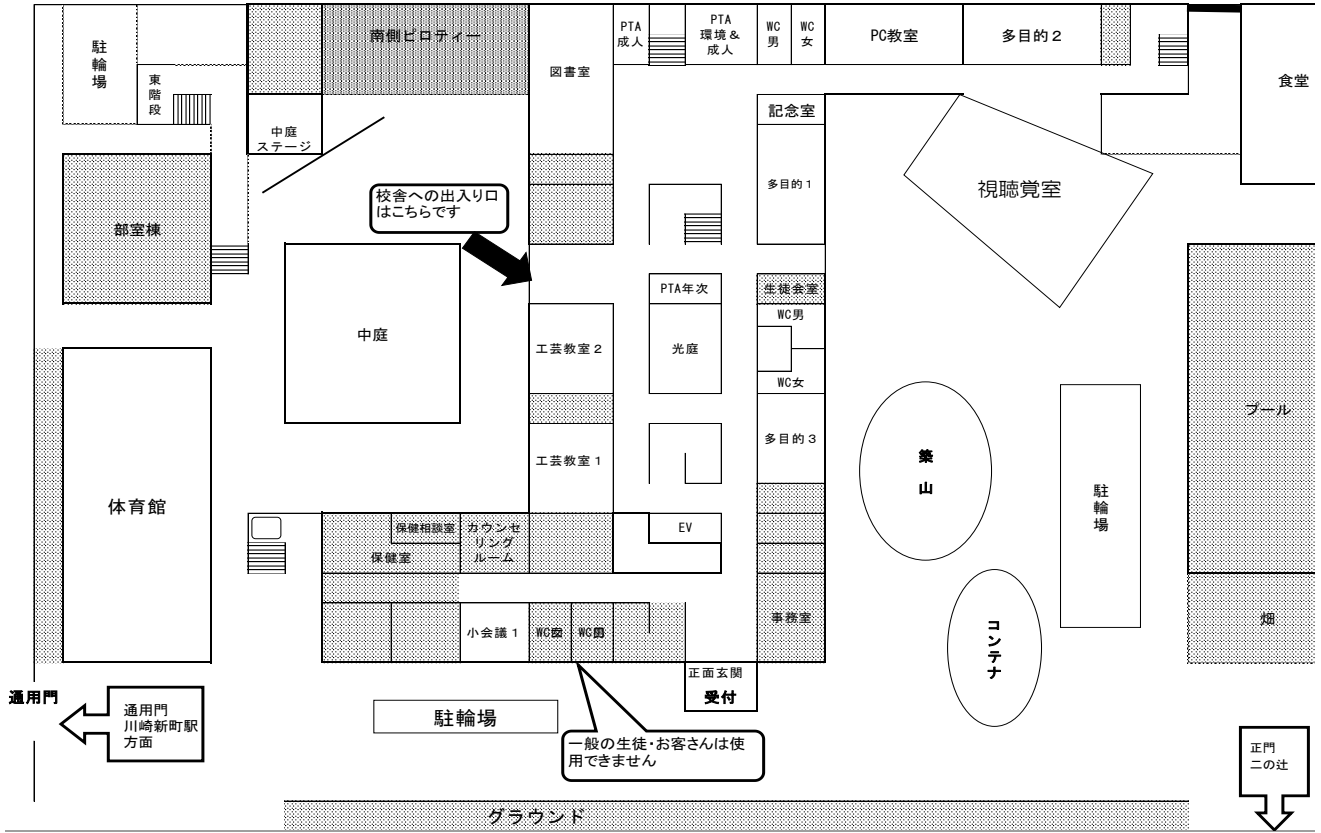 駐輪場
東階段
南側ピロティー
中庭
ステージ
図書室
PTA
成人
PTA
環境&
成人
WC
男
WC
女
PC教室
多目的2
食堂
記念室
多目的1
視聴覚室
校舎への出入り口
はこちらです
部室棟
PTA年次
生徒会室
WC男
中庭
工芸教室2
光庭
WC女
プール
多目的3
工芸教室1
築山
駐輪場
体育館
保健相談室
カウンセ
リング
ルーム
EV
保健室
小会議1
WC女
WC男
事務室
コンテナ
畑
正面玄関
受付
通用門
通用門
川崎新町駅
方面
駐輪場
一般の生徒・お客さんは使
用できません
正門
二の辻
グラウンド